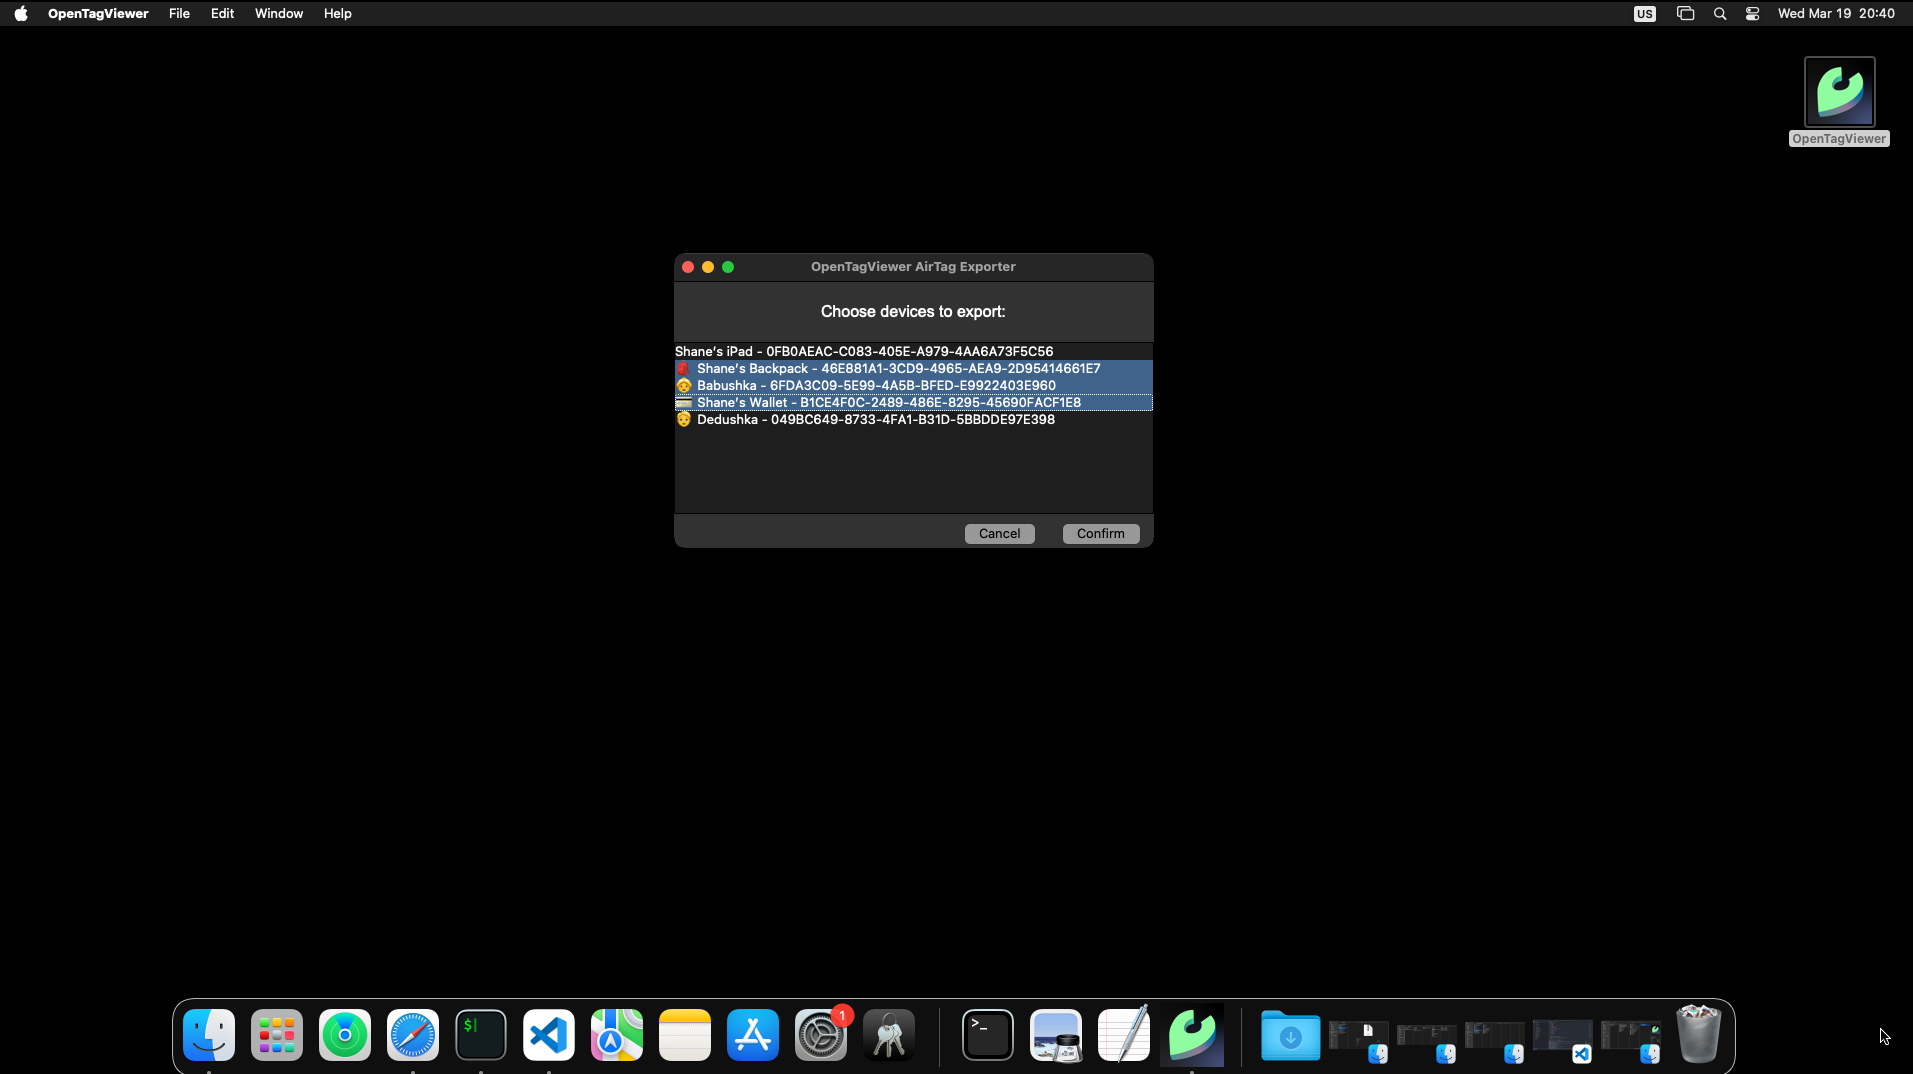 OpenTagViewer File Edit Window Help US Wed Mar 19 20:40
OpenTagViewer
OpenTagViewer AirTag Exporter
Choose devices to export:
Shane's iPad - 0FB0AEAC-C083-405E-A979-4AA6A73F5C56
Shane's Backpack - 46E881A1-3CD9-4965-AEA9-2D95414661E7
Babushka - 6FDA3C09-5E99-4A5B-BFED-E9922403E960
Shane's Wallet - B1CE4F0C-2489-486E-8295-45690FACF1E8
Dedushka - 049BC649-8733-4FA1-B31D-5BBDDE97E398
Cancel Confirm
$
1
>_